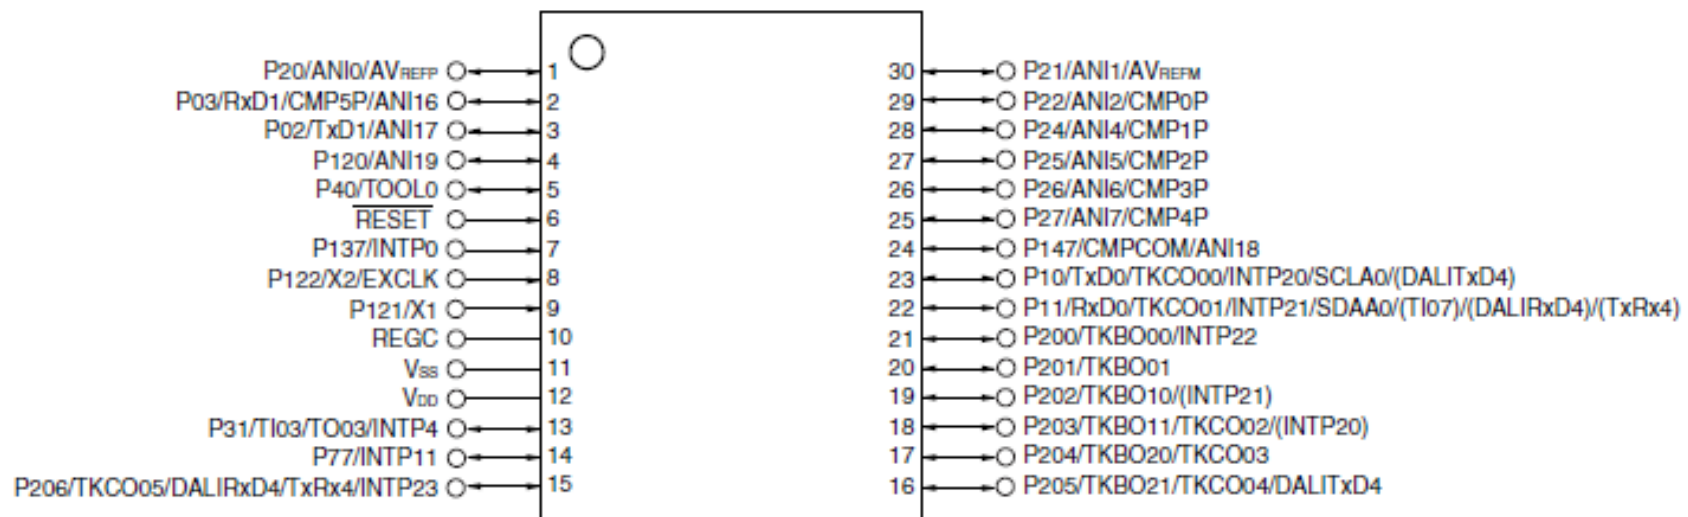 P20/ANI0/AVREFP 1 30 P21/ANI1/AVREFM
P03/RxD1/CMP5P/ANI16 2 29 P22/ANI2/CMP0P
P02/TxD1/ANI17 3 28 P24/ANI4/CMP1P
P120/ANI19 4 27 P25/ANI5/CMP2P
P40/TOOL0 5 26 P26/ANI6/CMP3P
RESET 6 25 P27/ANI7/CMP4P
P137/INTP0 7 24 P147/CMPCOM/ANI18
P122/X2/EXCLK 8 23 P10/TxD0/TKCO00/INTP20/SCLA0/(DALITxD4)
P121/X1 9 22 P11/RxD0/TKCO01/INTP21/SDAA0/(TI07)/(DALIRxD4)/(TxRx4)
REGC 10 21 P200/TKBO00/INTP22
VSS 11 20 P201/TKBO01
VDD 12 19 P202/TKBO10/(INTP21)
P31/TI03/TO03/INTP4 13 18 P203/TKBO11/TKCO02/(INTP20)
P77/INTP11 14 17 P204/TKBO20/TKCO03
P206/TKCO05/DALIRxD4/TxRx4/INTP23 15 16 P205/TKBO21/TKCO04/DALITxD4